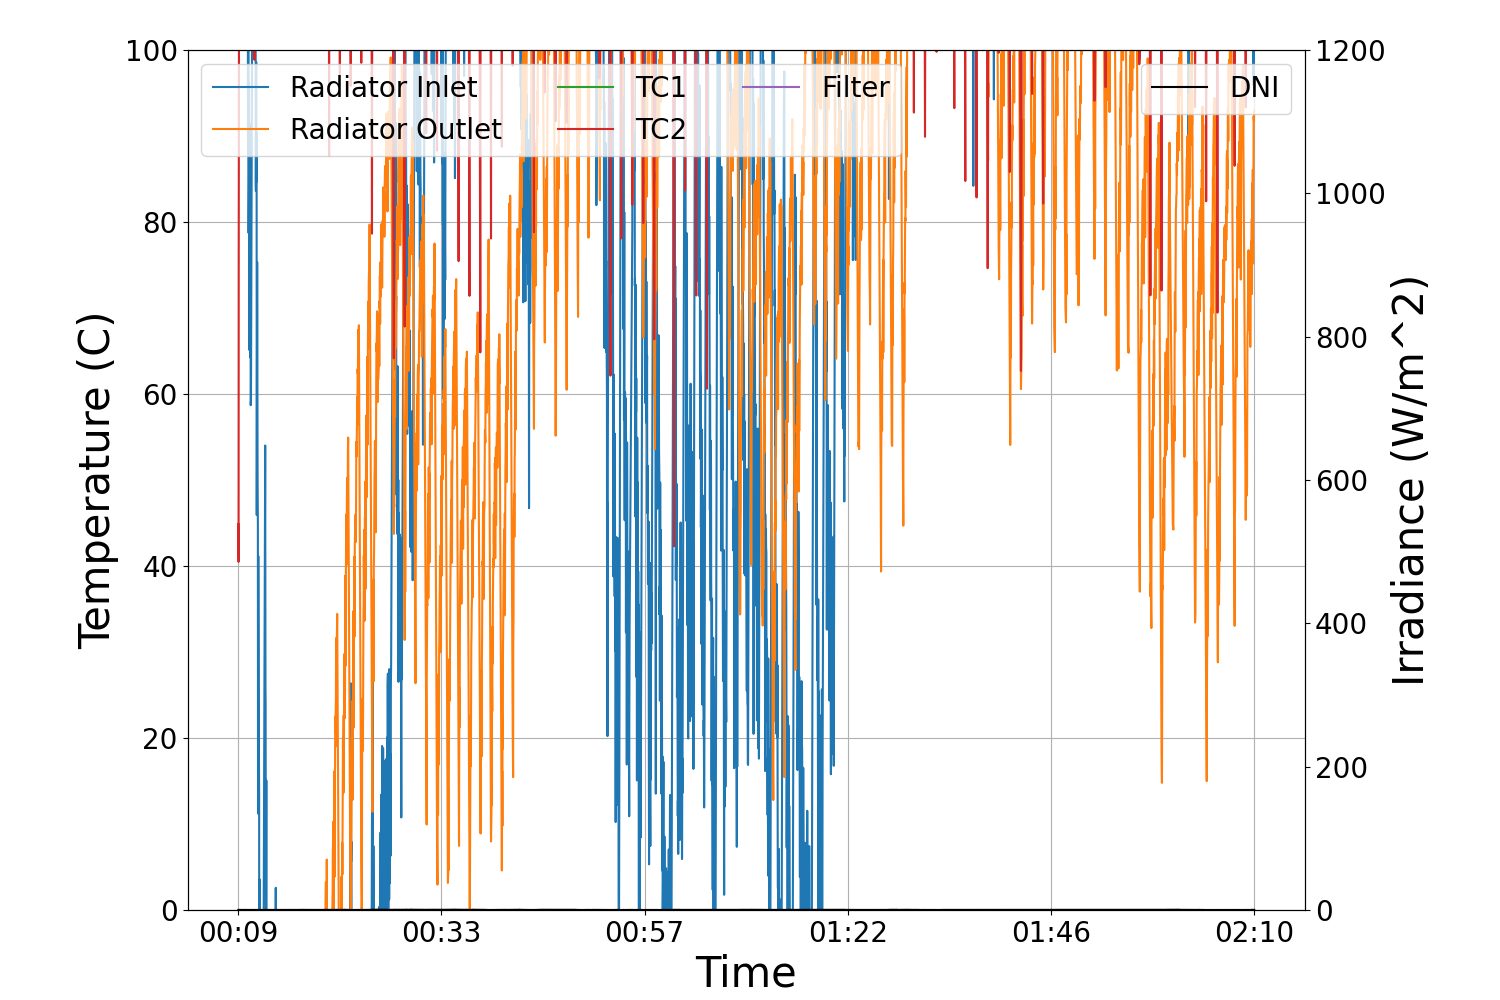 Radiator Inlet
Radiator Outlet
TC1
TC2
Filter
DNI
100
80
60
40
20
0
Temperature (C)
1200
1000
800
600
400
200
0
Irradiance (W/m^2)
00:09
00:33
00:57
01:22
01:46
02:10
Time